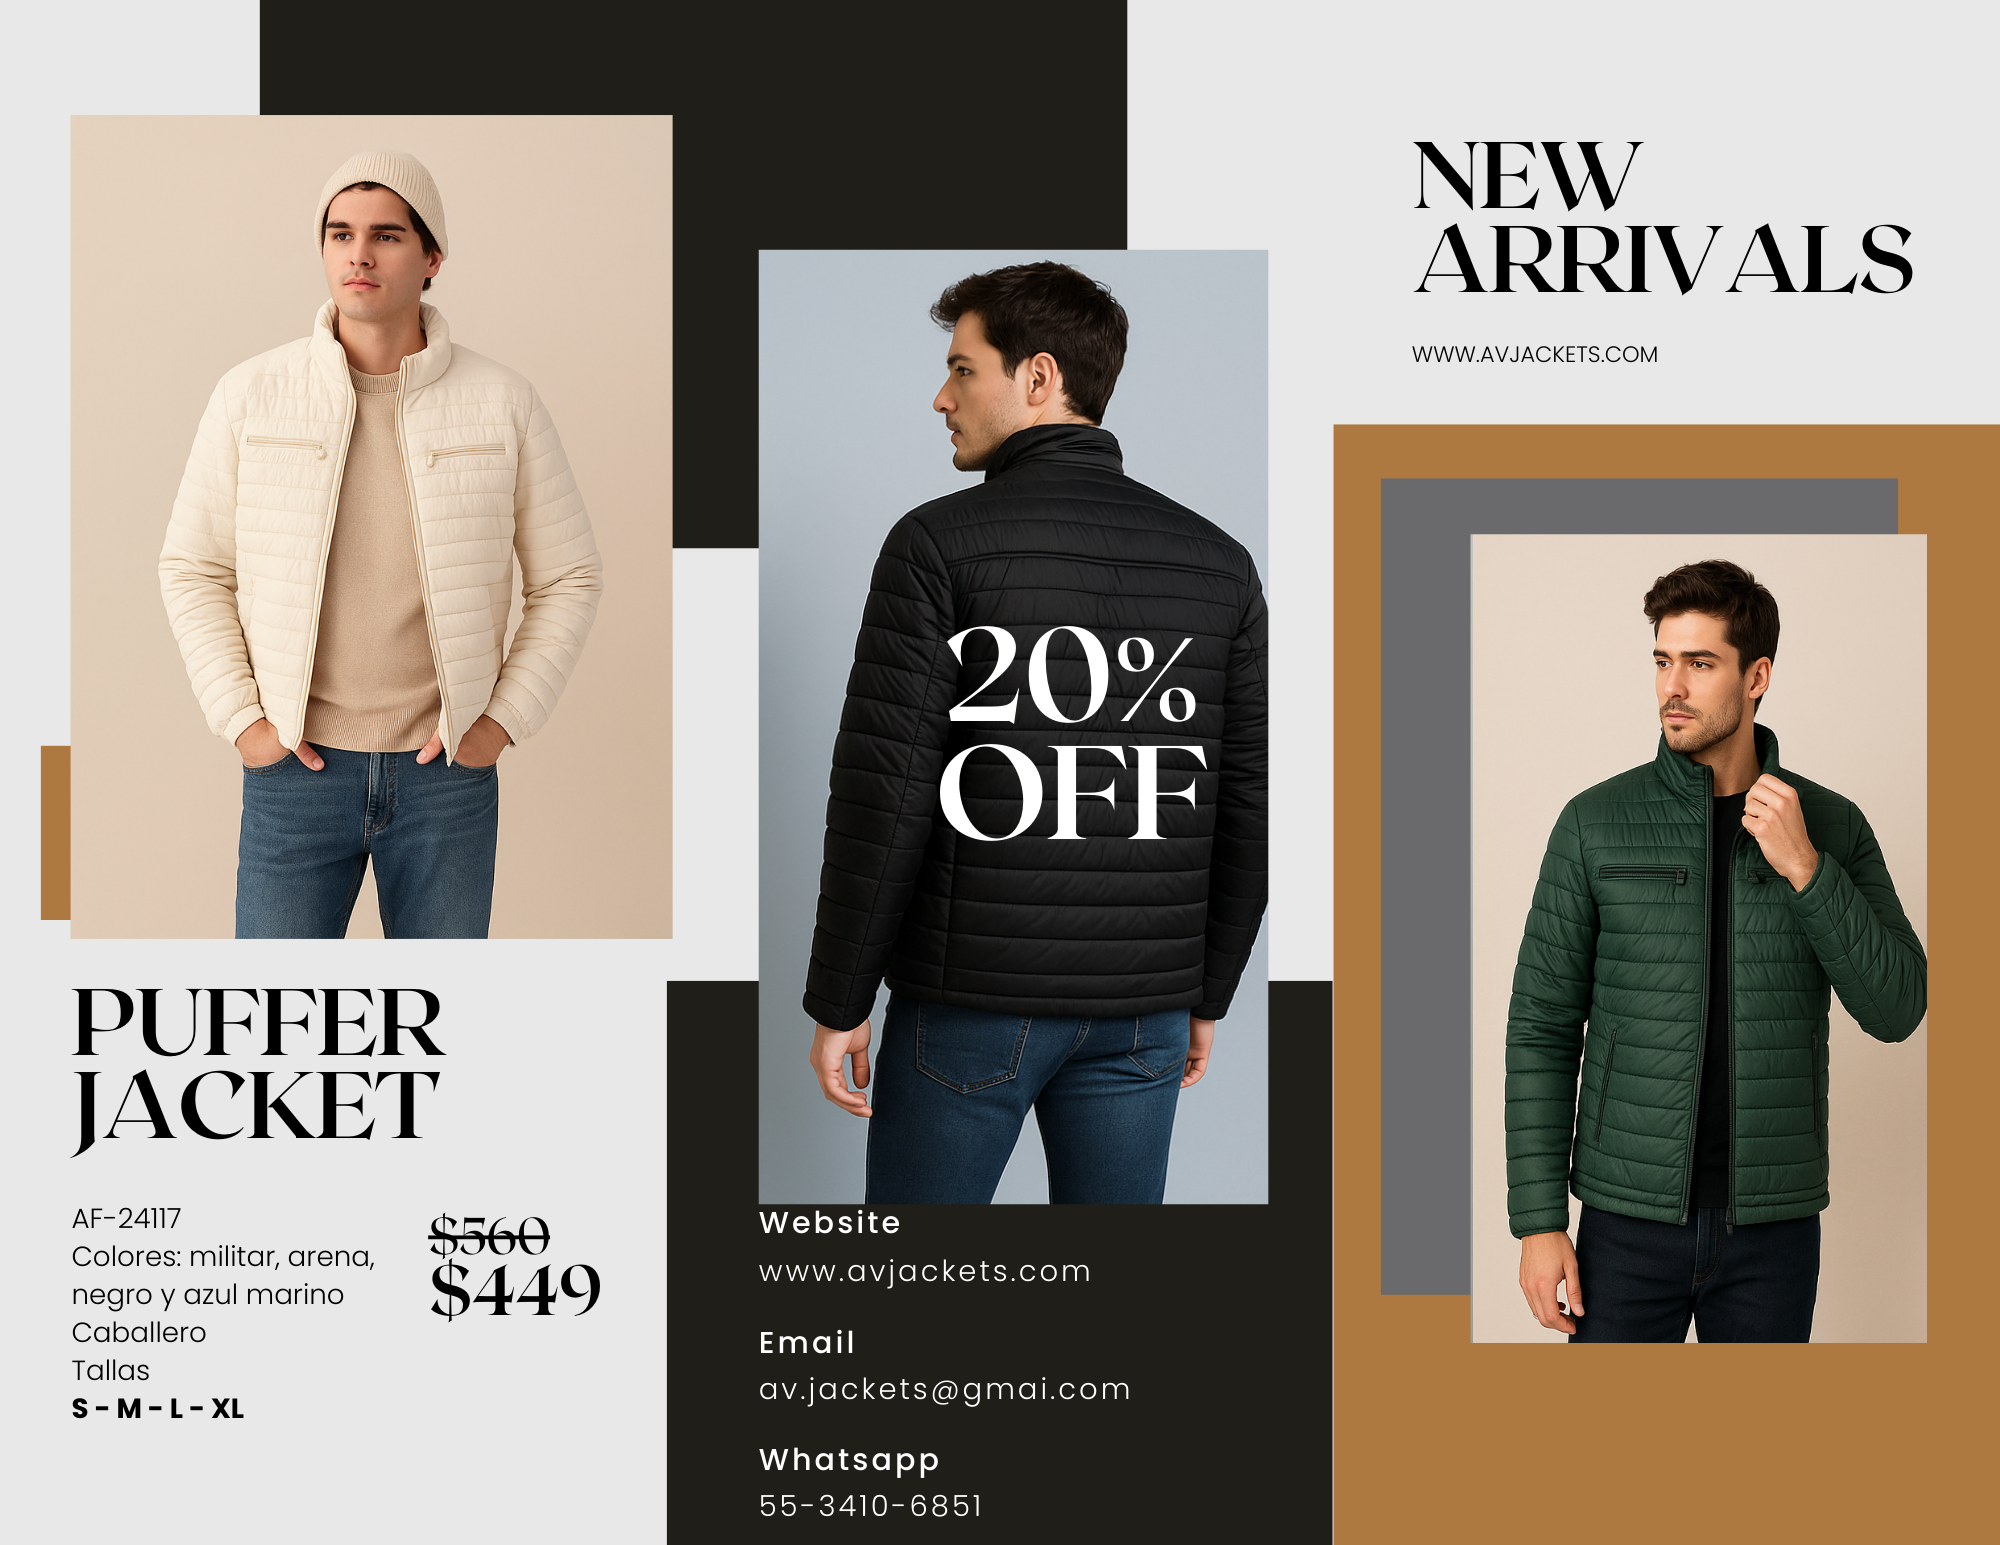 PUFFER
JACKET
AF-24117
Colores: militar, arena,
negro y azul marino
Caballero
Tallas
S - M - L - XL
$560
$449
20%
OFF
Website
www.avjackets.com
Email
av.jackets@gmai.com
Whatsapp
55-3410-6851
NEW
ARRIVALS
WWW.AVJACKETS.COM